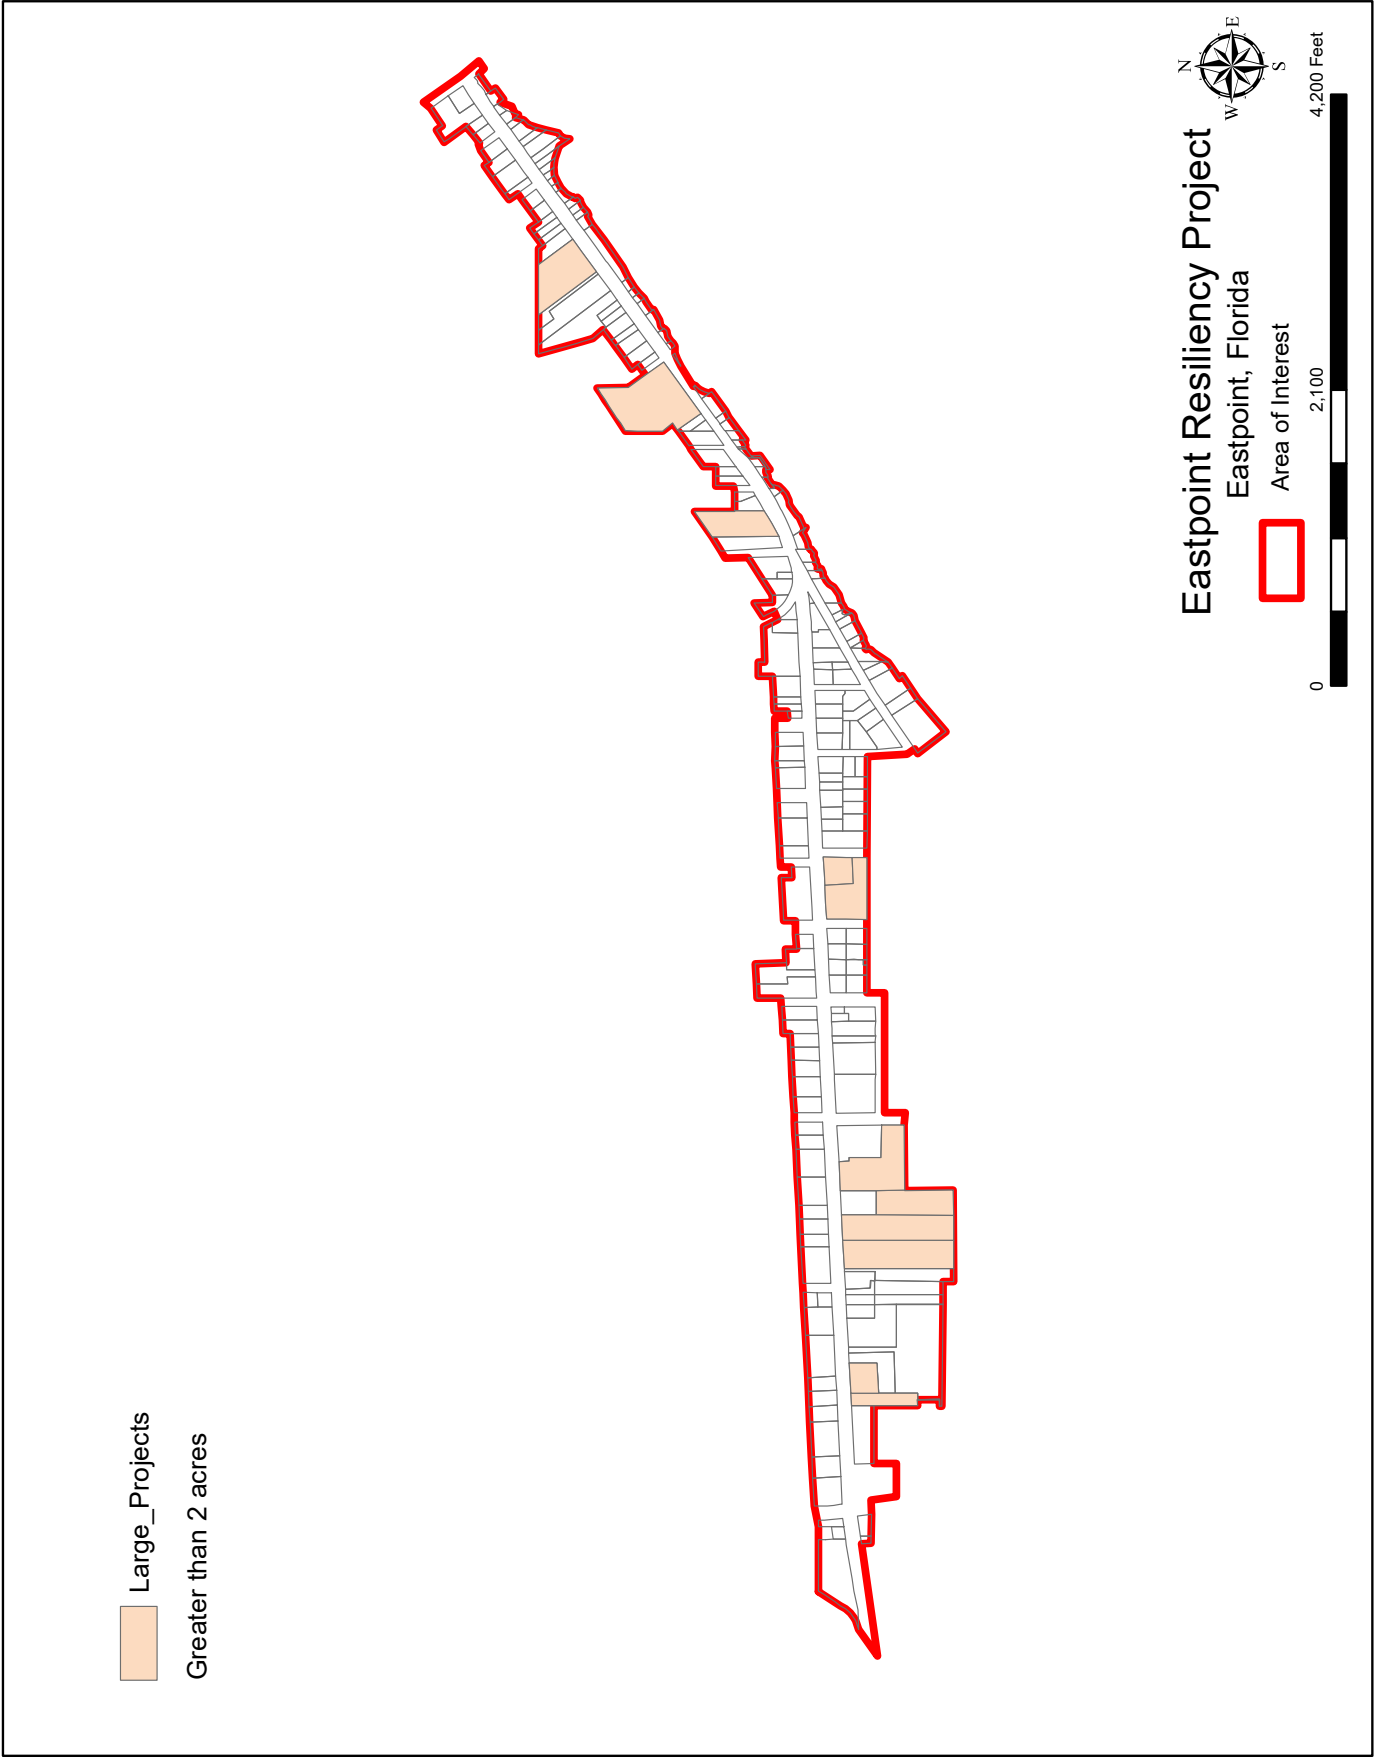 Large_Projects
Greater than 2 acres
Eastpoint Resiliency Project
Eastpoint, Florida
Area of Interest
N
W
E
S
0
2,100
4,200 Feet